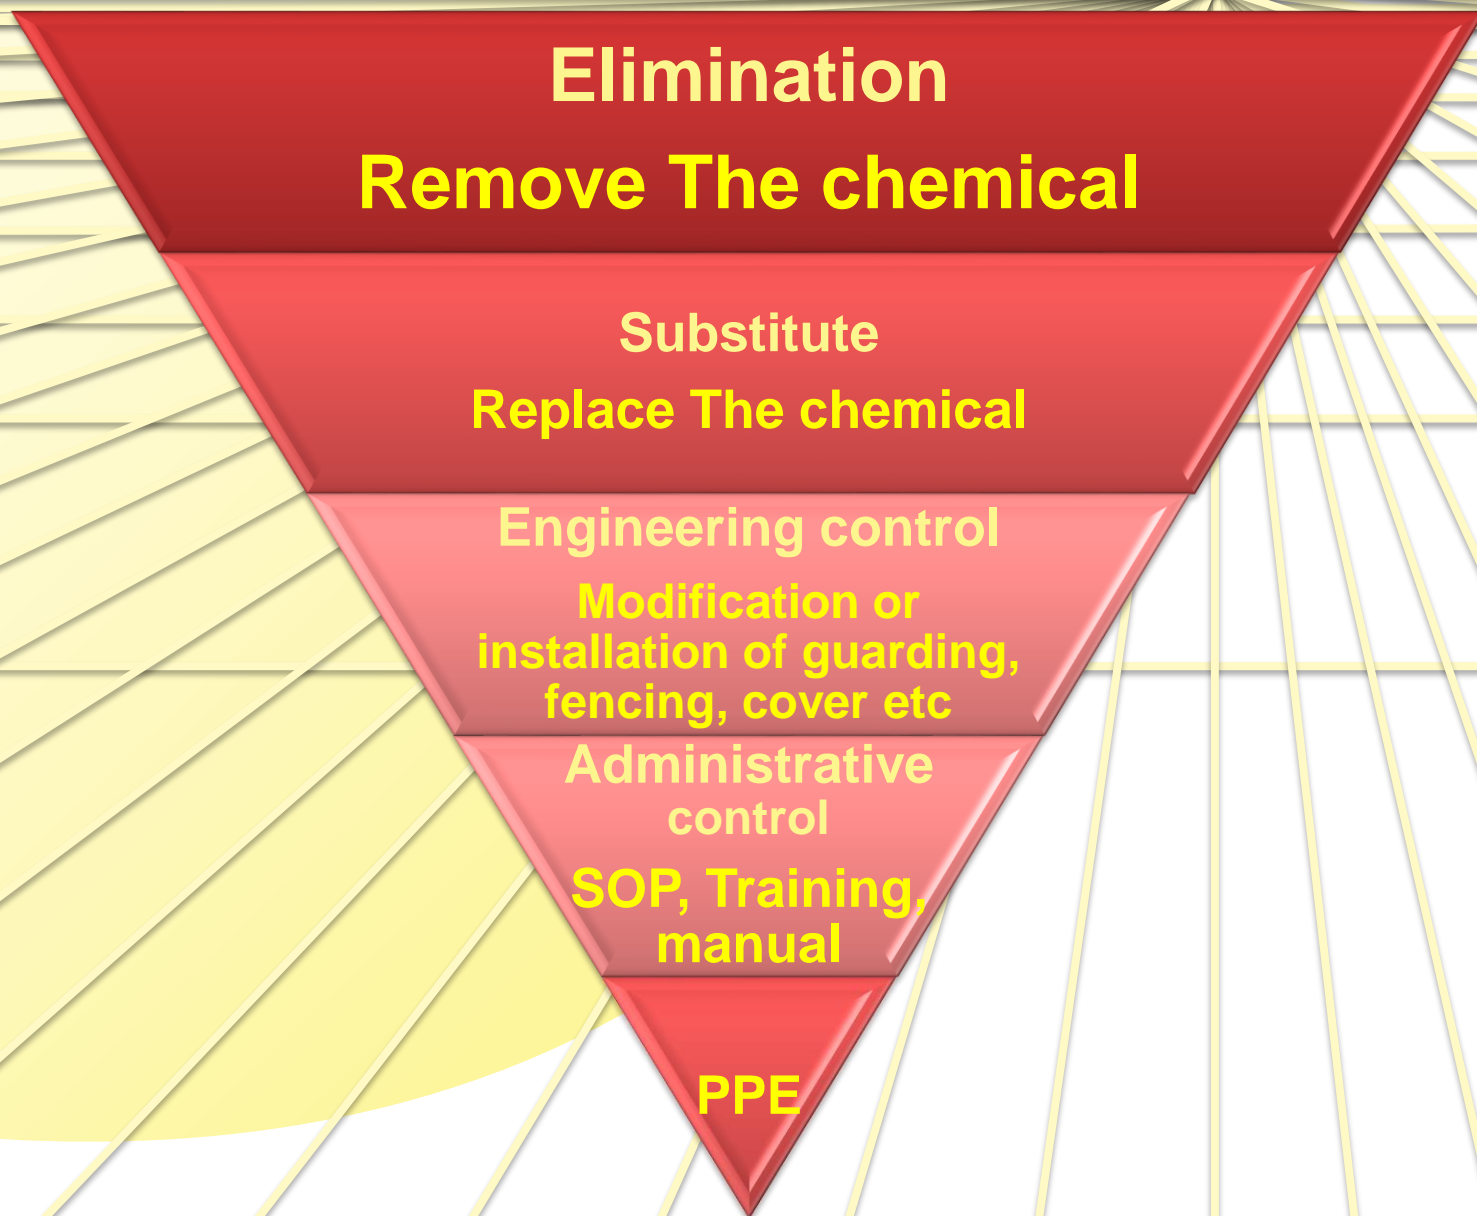 Elimination
Remove The chemical
Substitute
Replace The chemical
Engineering control
Modification or
installation of guarding,
fencing, cover etc
Administrative
control
SOP, Training,
manual
PPE